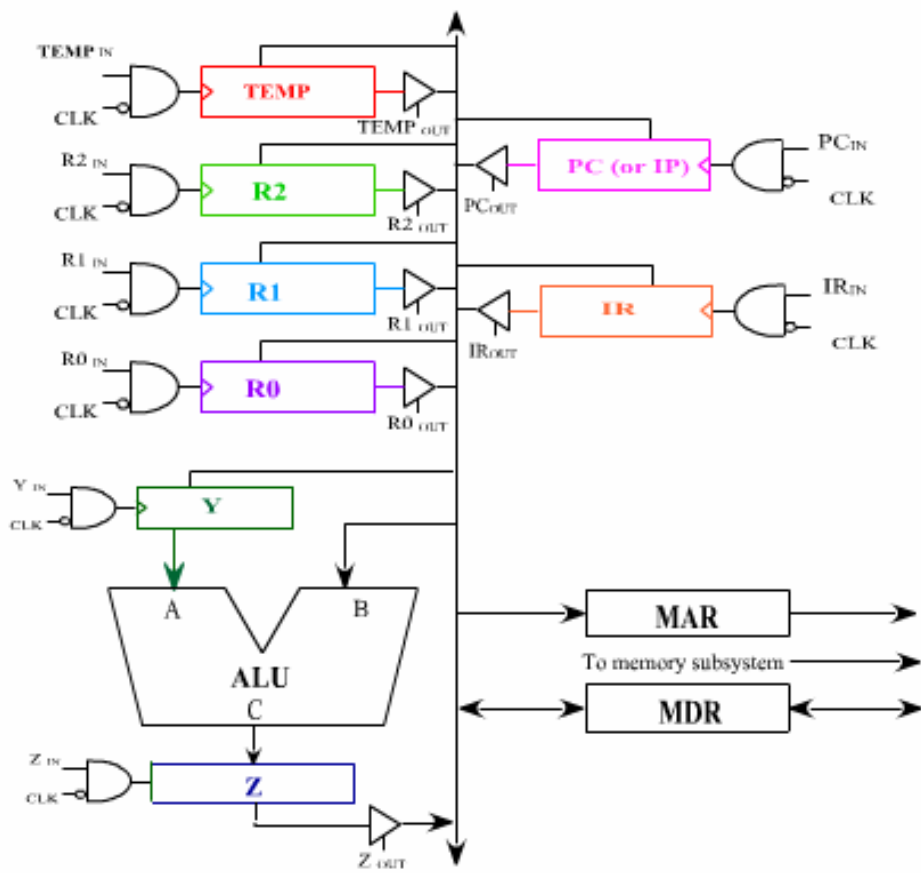 TEMP IN
CLK
TEMP
TEMP OUT
R2 IN
CLK
R2
R2 OUT
R1 IN
CLK
R1
R1 OUT
R0 IN
CLK
R0
R0 OUT
PC (or IP)
PCIN
CLK
PCOUT
IR
IRIN
CLK
IROUT
Y IN
CLK
Y
A
B
ALU
C
Z IN
CLK
Z
Z OUT
MAR
To memory subsystem
MDR